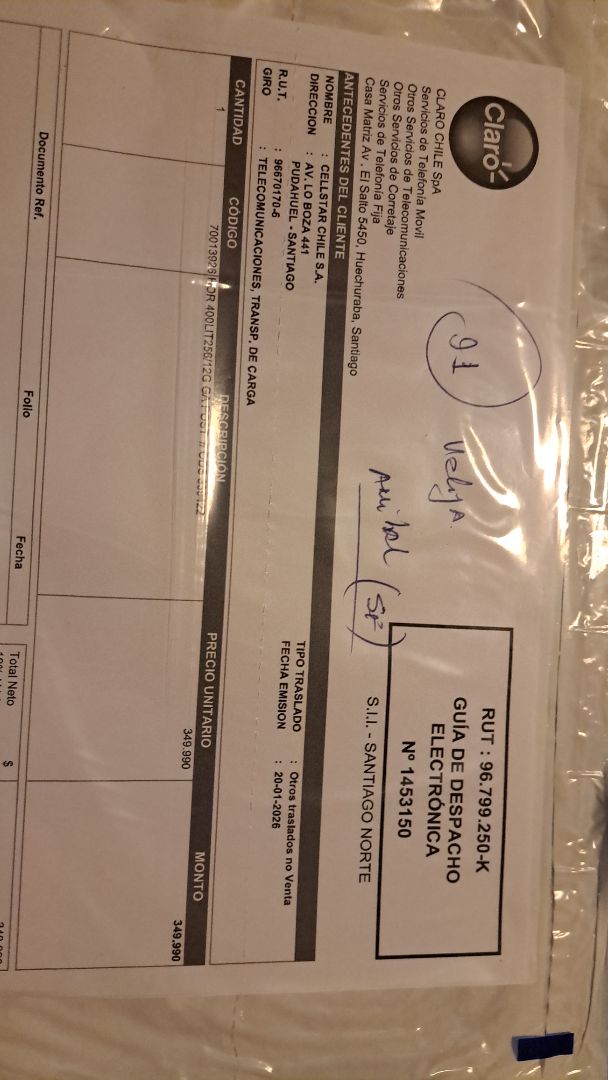 Claro-
CLARO CHILE SpA
Servicios de Telefonía Movil
Otros Servicios de Telecomunicaciones
Otros Servicios de Corretaje
Servicios de Telefonía Fija
Casa Matriz Av . El Salto 5450, Huechuraba, Santiago
91
RUT : 96.799.250-K
GUÍA DE DESPACHO
ELECTRÓNICA
Nº 1453150
S.I.I. - SANTIAGO NORTE
ANTECEDENTES DEL CLIENTE
NOMBRE : CELLSTAR CHILE S.A.
DIRECCION : AV. LO BOZA 441
PUDAHUEL - SANTIAGO
R.U.T. : 96670170-6
GIRO : TELECOMUNICACIONES, TRANSP. DE CARGA
TIPO TRASLADO : Otros traslados no Venta
FECHA EMISION : 20-01-2026
CANTIDAD CÓDIGO DESCRIPCIÓN PRECIO UNITARIO MONTO
1 70013926 400LIT256/12G 349.990 349.990
Documento Ref. Folio Fecha
Total Neto $